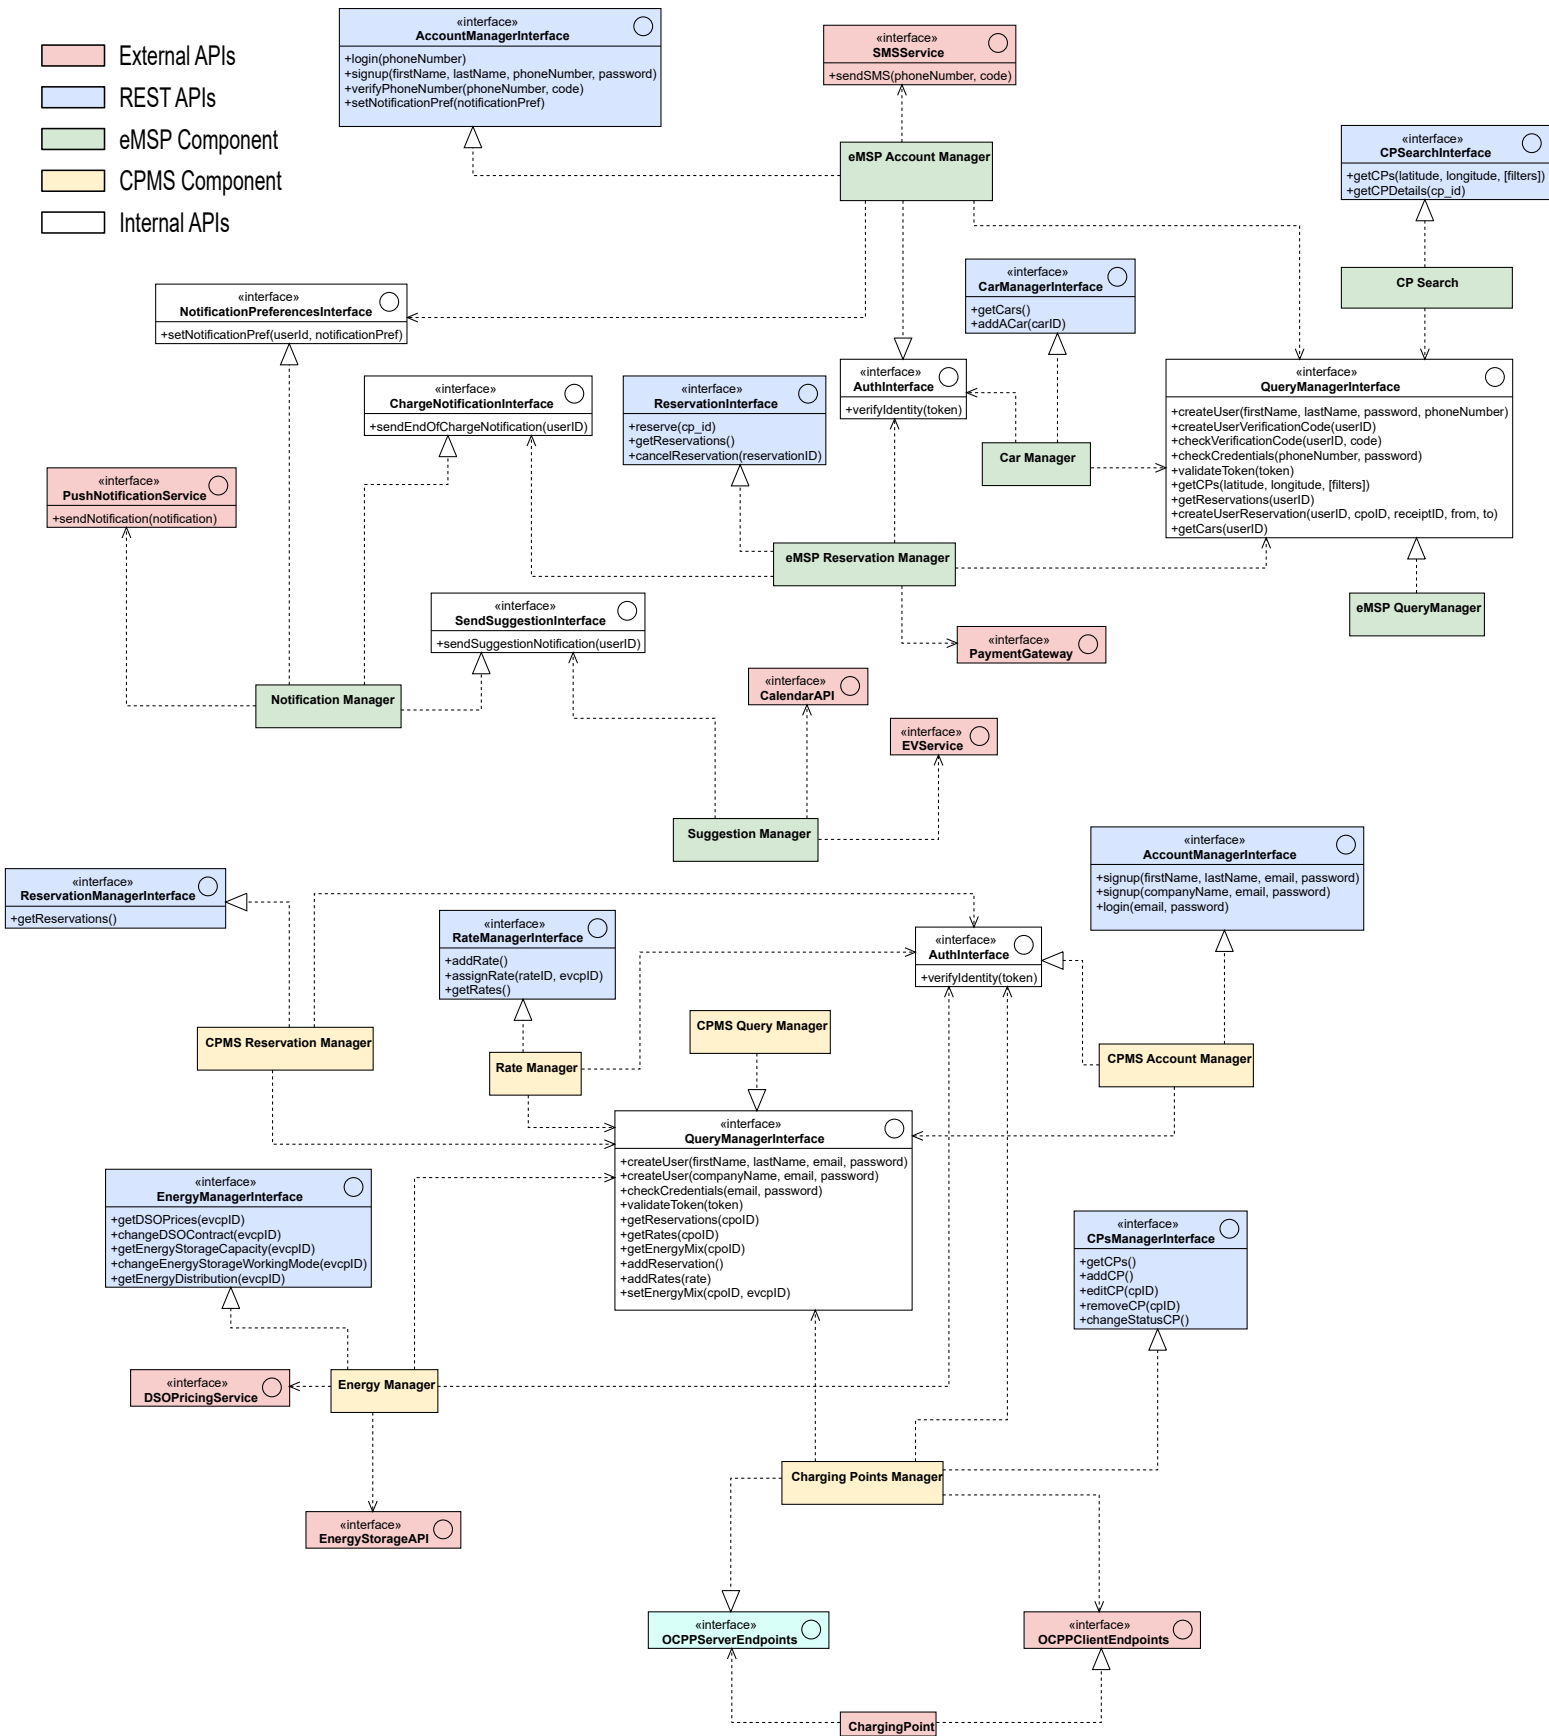 External APIs
REST APIs
eMSP Component
CPMS Component
Internal APIs
«interface»
AccountManagerInterface
+login(phoneNumber)
+signup(firstName, lastName, phoneNumber, password)
+verifyPhoneNumber(phoneNumber, code)
+setNotificationPref(notificationPref)
«interface»
SMSService
+sendSMS(phoneNumber, code)
eMSP Account Manager
«interface»
CPSearchInterface
+getCPs(latitude, longitude, [filters])
+getCPDetails(cp_id)
CP Search
«interface»
NotificationPreferencesInterface
+setNotificationPref(userId, notificationPref)
«interface»
CarManagerInterface
+getCars()
+addACar(carID)
«interface»
ChargeNotificationInterface
+sendEndOfChargeNotification(userID)
«interface»
ReservationInterface
+reserve(cp_id)
+getReservations()
+cancelReservation(reservationID)
«interface»
AuthInterface
+verifyIdentity(token)
Car Manager
«interface»
QueryManagerInterface
+createUser(firstName, lastName, password, phoneNumber)
+createUserVerificationCode(userID)
+checkVerificationCode(userID, code)
+checkCredentials(phoneNumber, password)
+validateToken(token)
+getCPs(latitude, longitude, [filters])
+getReservations(userID)
+createUserReservation(userID, cpoID, receiptID, from, to)
+getCars(userID)
«interface»
PushNotificationService
+sendNotification(notification)
eMSP Reservation Manager
eMSP QueryManager
«interface»
SendSuggestionInterface
+sendSuggestionNotification(userID)
«interface»
PaymentGateway
Notification Manager
«interface»
CalendarAPI
«interface»
EVService
Suggestion Manager
«interface»
AccountManagerInterface
+signup(firstName, lastName, email, password)
+signup(companyName, email, password)
+login(email, password)
«interface»
ReservationManagerInterface
+getReservations()
«interface»
RateManagerInterface
+addRate()
+assignRate(rateID, evcpID)
+getRates()
«interface»
AuthInterface
+verifyIdentity(token)
CPMS Reservation Manager
Rate Manager
CPMS Query Manager
CPMS Account Manager
«interface»
QueryManagerInterface
+createUser(firstName, lastName, email, password)
+createUser(companyName, email, password)
+checkCredentials(email, password)
+validateToken(token)
+getReservations(cpoID)
+getRates(cpoID)
+getEnergyMix(cpoID)
+addReservation()
+addRates(rate)
+setEnergyMix(cpoID, evcpID)
«interface»
EnergyManagerInterface
+getDSOPrices(evcpID)
+changeDSOContract(evcpID)
+getEnergyStorageCapacity(evcpID)
+changeEnergyStorageWorkingMode(evcpID)
+getEnergyDistribution(evcpID)
«interface»
CPsManagerInterface
+getCPs()
+addCP()
+editCP(cpID)
+removeCP(cpID)
+changeStatusCP()
«interface»
DSOPricingService
Energy Manager
Charging Points Manager
«interface»
EnergyStorageAPI
«interface»
OCPPServerEndpoints
«interface»
OCPPClientEndpoints
ChargingPoint